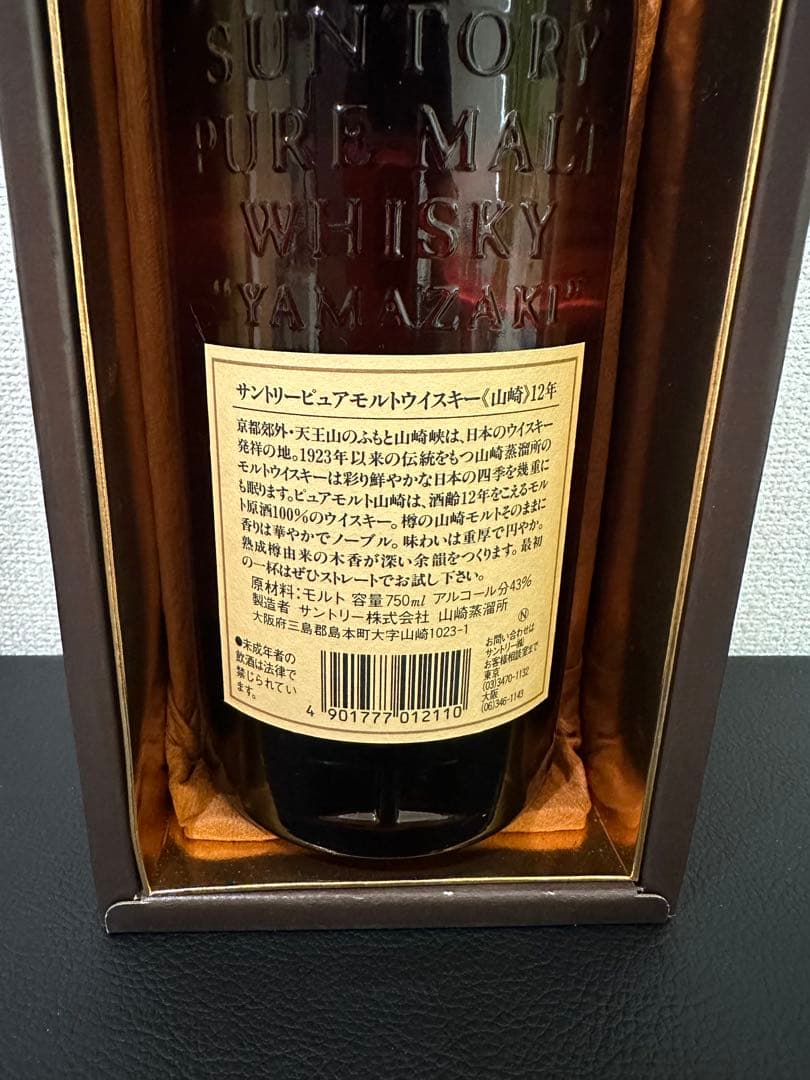 SUNTORY
PURE MALT
WHISKY
"YAMAZAKI"
サントリーピュアモルトウイスキー《山崎》12年
京都郊外・天王山のふもと山崎峡は、日本のウイスキー
発祥の地。1923年以来の伝統をもつ山崎蒸溜所の
モルトウイスキーは彩り鮮やかな日本の四季を幾重に
も眠ります。ピュアモルト山崎は、酒齢12年をこえるモル
ト原酒100%のウイスキー。樽の山崎モルトそのままに
香りは華やかでノーブル。味わいは重厚で円やか。
熟成樽由来の木香が深い余韻をつくります。最初
の一杯はぜひストレートでお試し下さい。
原材料:モルト 容量750ml アルコール分43%
製造者 サントリー株式会社 山崎蒸溜所
大阪府三島郡島本町大字山崎1023-1
●未成年者の
飲酒は法律で
禁じられてい
ます。
4 901777 012110
お問い合わせは
サントリー㈱
お客様相談室まで
東京
(03)3470-1132
大阪
(06)346-1143
N